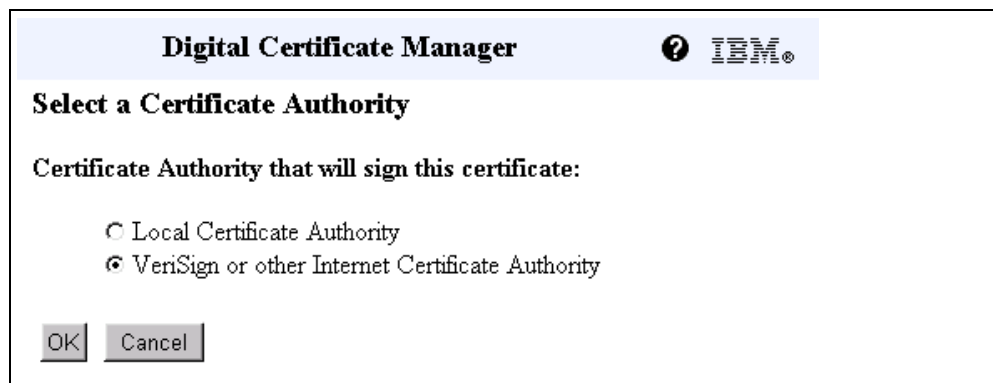 Digital Certificate Manager ? IBM®
Select a Certificate Authority
Certificate Authority that will sign this certificate:
Local Certificate Authority
VeriSign or other Internet Certificate Authority
OK Cancel